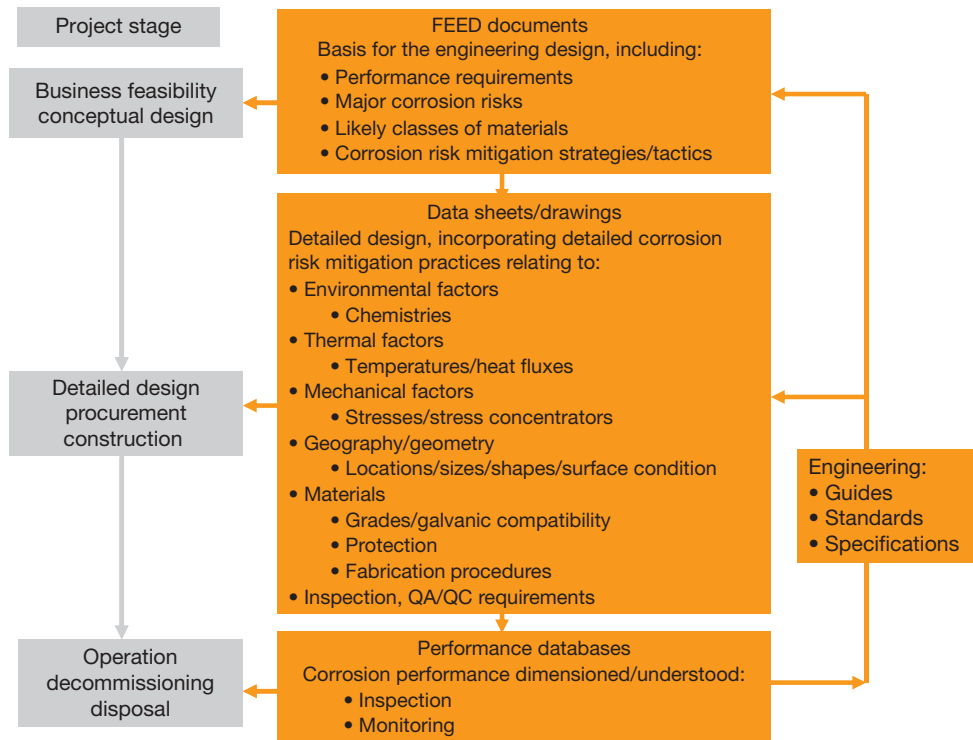 Project stage
Business feasibility
conceptual design
Detailed design
procurement
construction
Operation
decommissioning
disposal
FEED documents
Basis for the engineering design, including:
• Performance requirements
• Major corrosion risks
• Likely classes of materials
• Corrosion risk mitigation strategies/tactics
Data sheets/drawings
Detailed design, incorporating detailed corrosion
risk mitigation practices relating to:
• Environmental factors
• Chemistries
• Thermal factors
• Temperatures/heat fluxes
• Mechanical factors
• Stresses/stress concentrators
• Geography/geometry
• Locations/sizes/shapes/surface condition
• Materials
• Grades/galvanic compatibility
• Protection
• Fabrication procedures
• Inspection, QA/QC requirements
Performance databases
Corrosion performance dimensioned/understood:
• Inspection
• Monitoring
Engineering:
• Guides
• Standards
• Specifications